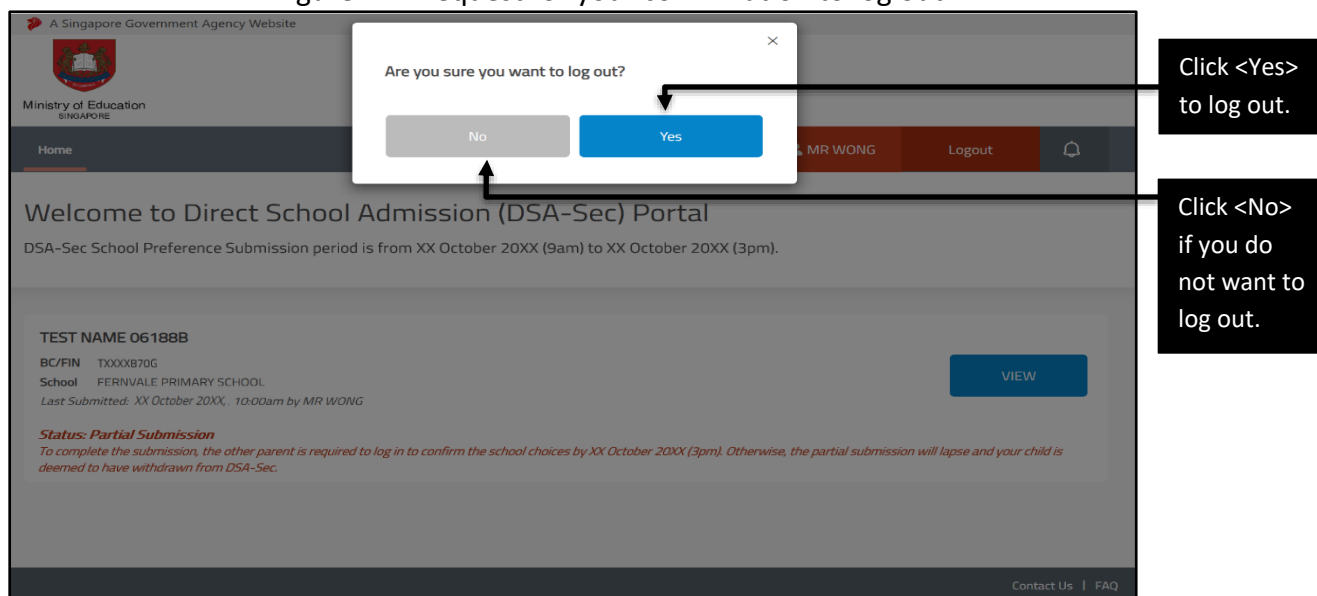 A Singapore Government Agency Website
Ministry of Education
SINGAPORE
×
Are you sure you want to log out?
No
Yes
Home
MR WONG
Logout
Click <Yes>
to log out.
Click <No>
if you do
not want to
log out.
Welcome to Direct School Admission (DSA-Sec) Portal
DSA-Sec School Preference Submission period is from XX October 20XX (9am) to XX October 20XX (3pm).
TEST NAME 06188B
BC/FIN TXXXXB70G
School FERNVALE PRIMARY SCHOOL
Last Submitted: XX October 20XX, . 10:00am by MR WONG
VIEW
Status: Partial Submission
To complete the submission, the other parent is required to log in to confirm the school choices by XX October 20XX (3pm). Otherwise, the partial submission will lapse and your child is
deemed to have withdrawn from DSA-Sec.
Contact Us | FAQ